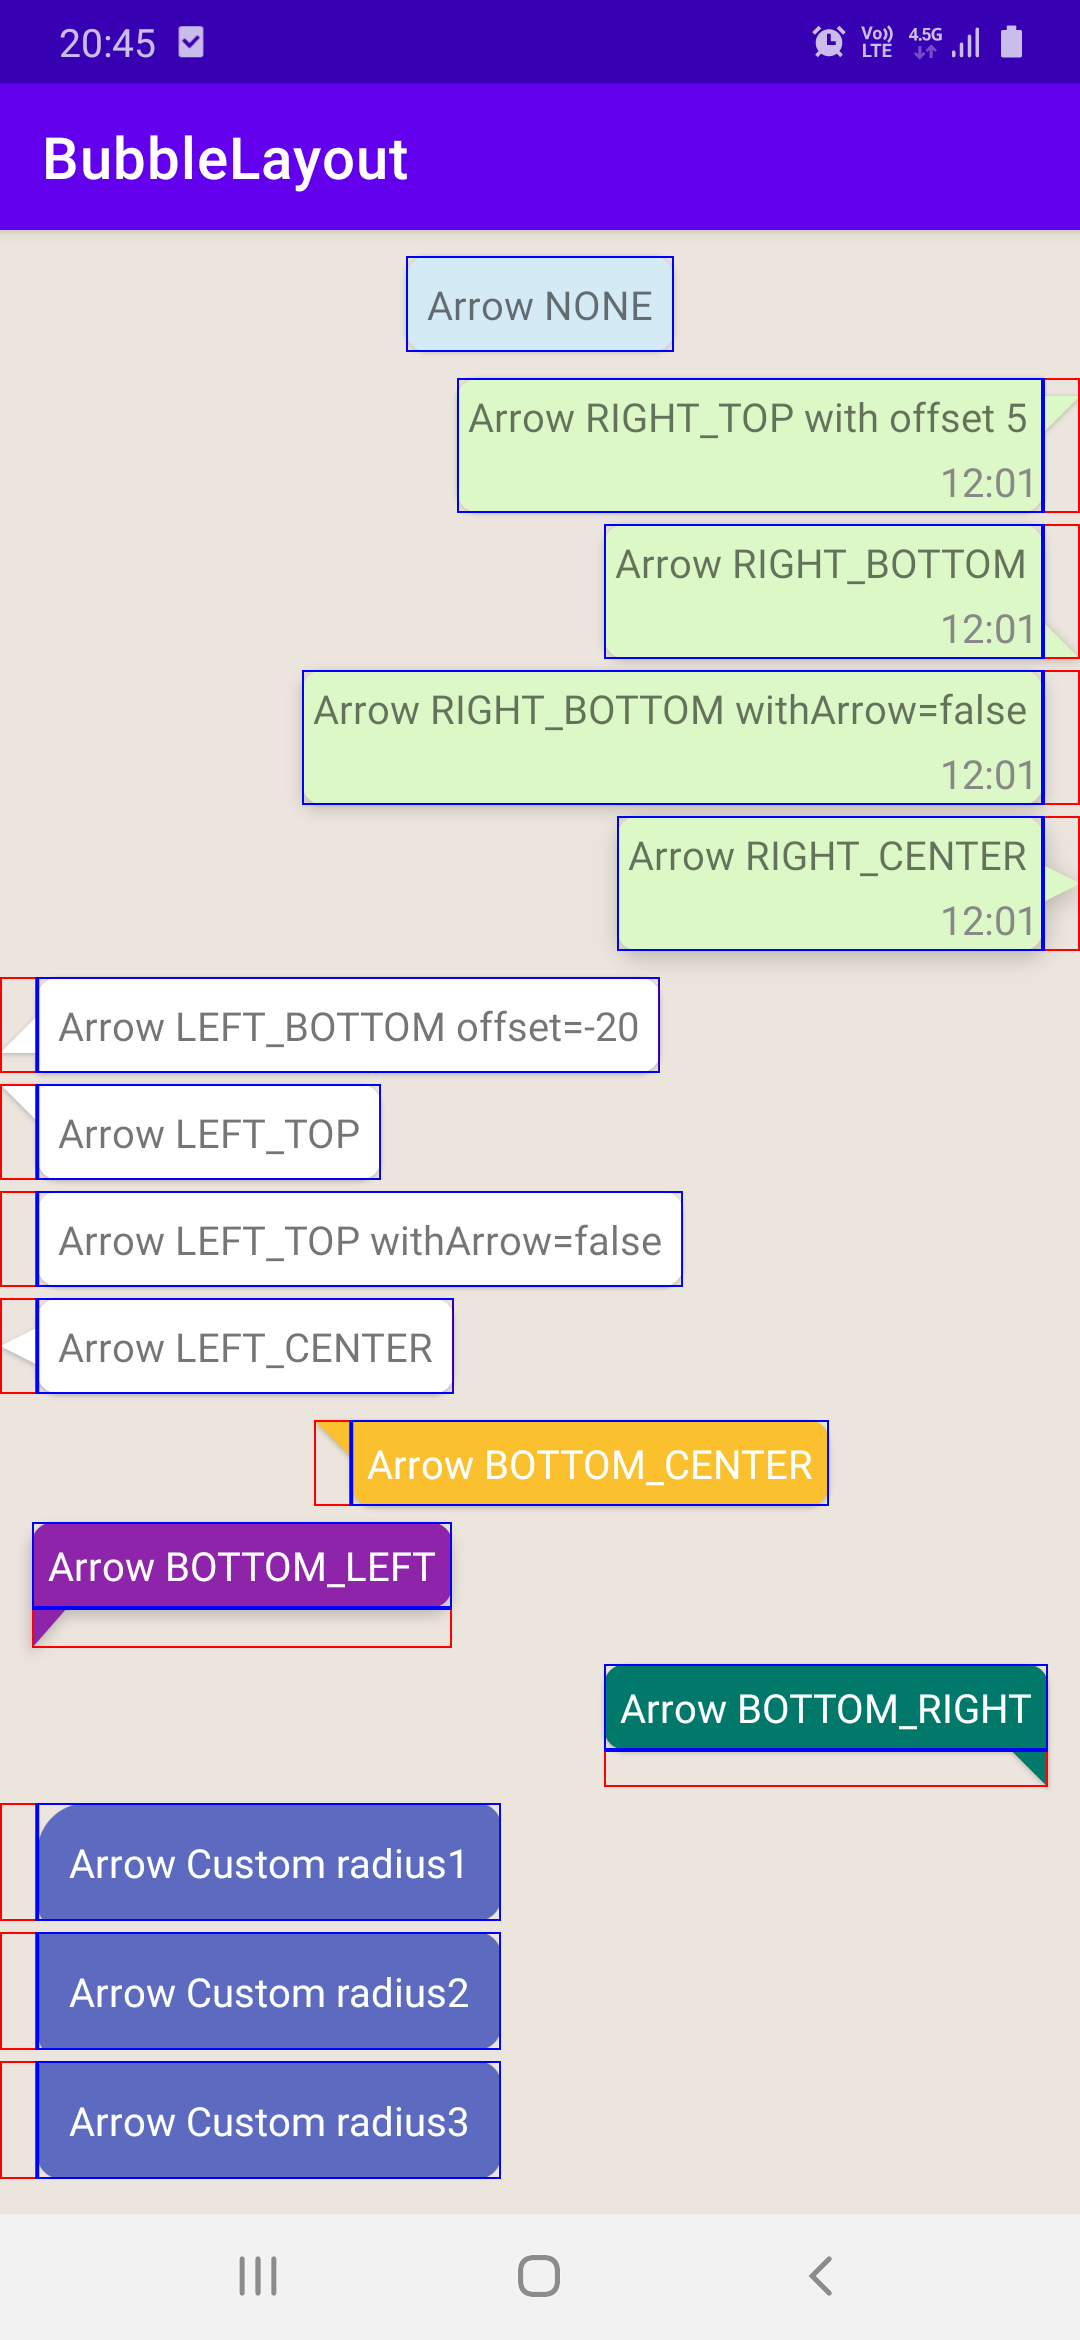 20:45
Vo)) LTE 4.5G
BubbleLayout
Arrow NONE
Arrow RIGHT_TOP with offset 5
12:01
Arrow RIGHT_BOTTOM
12:01
Arrow RIGHT_BOTTOM withArrow=false
12:01
Arrow RIGHT_CENTER
12:01
Arrow LEFT_BOTTOM offset=-20
Arrow LEFT_TOP
Arrow LEFT_TOP withArrow=false
Arrow LEFT_CENTER
Arrow BOTTOM_CENTER
Arrow BOTTOM_LEFT
Arrow BOTTOM_RIGHT
Arrow Custom radius1
Arrow Custom radius2
Arrow Custom radius3